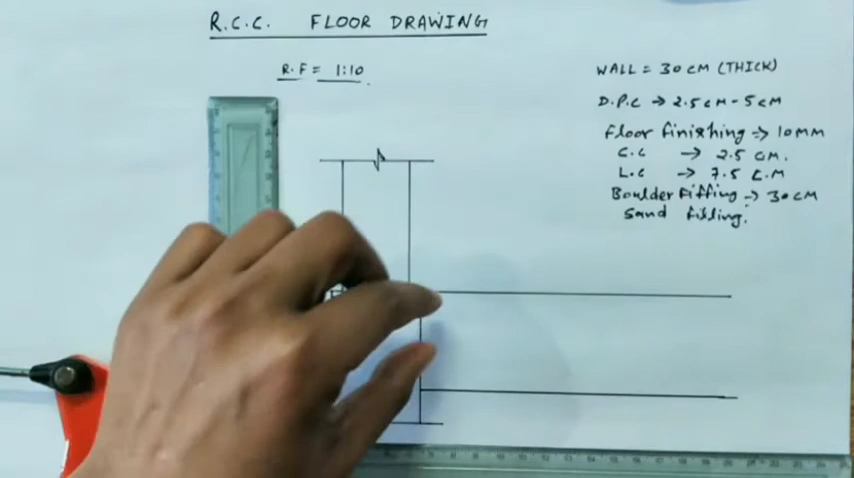 R.C.C. FLOOR DRAWING
R.F = 1:10
WALL = 30 CM (THICK)
D.P.C → 2.5 CM - 5 CM
Floor finishing → 10MM
C.C → 2.5 CM.
L.C → 7.5 C.M
Boulder Fiffing → 30 CM
Sand filling.